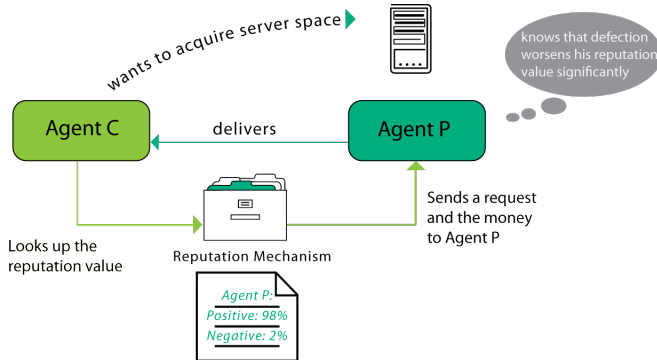 wants to acquire server space
knows that defection
worsens his reputation
value significantly
Agent C
delivers
Agent P
Looks up the
reputation value
Reputation Mechanism
Sends a request
and the money
to Agent P
Agent P:
Positive: 98%
Negative: 2%